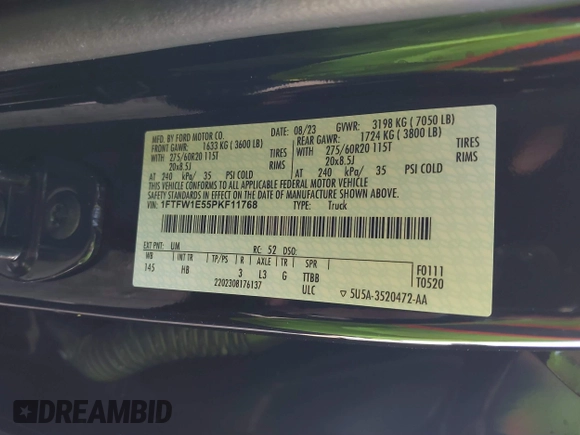 MFD. BY FORD MOTOR CO.
08/23 GVWR: 3198 KG ( 7050 LB)
FRONT GAWR: 1633 KG ( 3600 LB)
REAR GAWR: 1724 KG ( 3800 LB)
WITH 275/60R20 115T TIRES
WITH 275/60R20 115T TIRES
20x8.5J RIMS
20x8.5J RIMS
AT 240 kPa/ 35 PSI COLD
AT 240 kPa/ 35 PSI COLD
THIS VEHICLE CONFORMS TO ALL APPLICABLE FEDERAL MOTOR VEHICLE
SAFETY STANDARDS IN EFFECT ON THE DATE OF MANUFACTURE SHOWN ABOVE.
VIN: 1FTFW1E55PKF11768 TYPE: Truck
EXT PNT: UM RC: 52 DSO:
WB INT TR TP/PS R AXLE TR SPR
145 HB 3 L3 G TTBB
ULC
F0111
T0520
2202308176137
▽ 5U5A-3520472-AA
DREAMBID